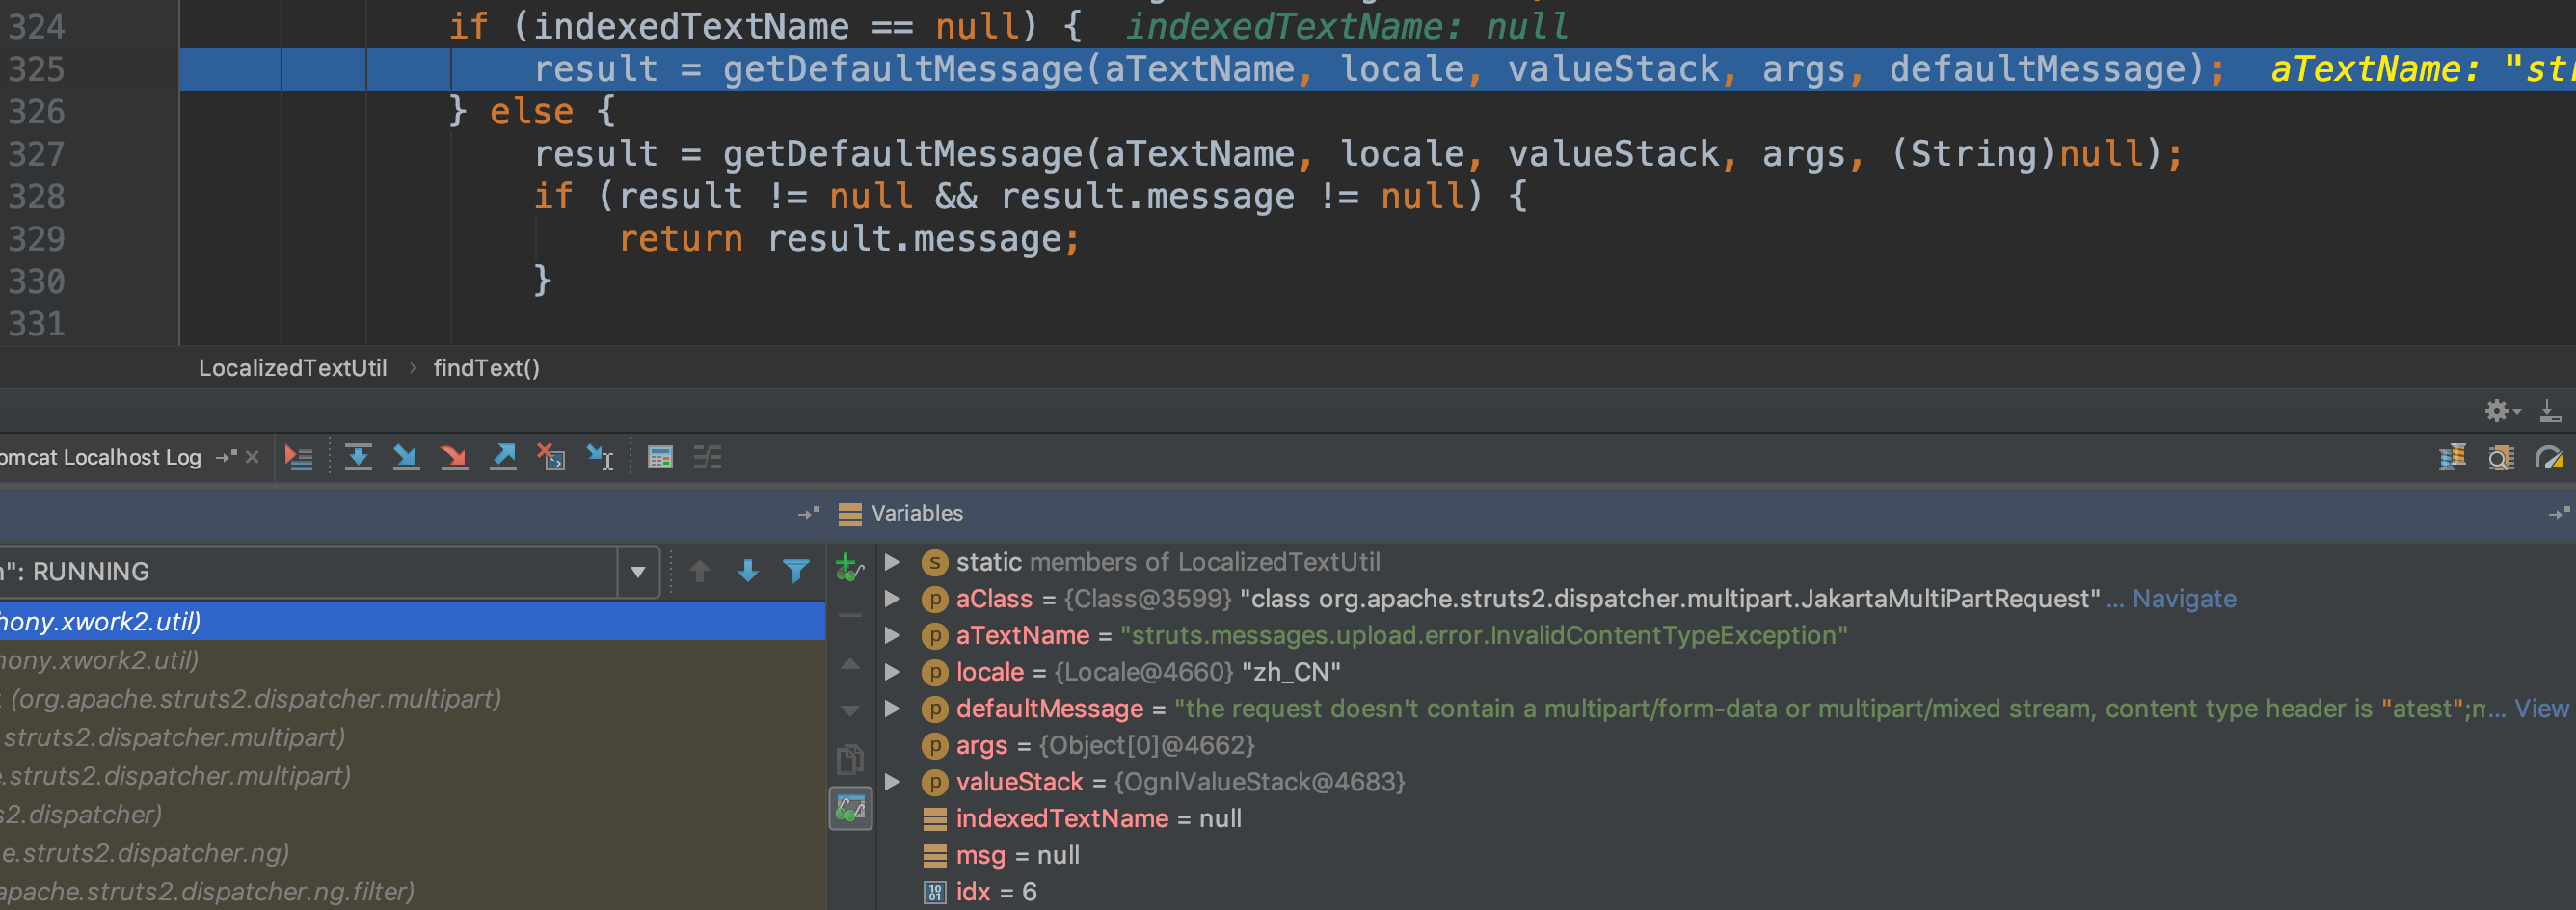 324 if (indexedTextName == null) { indexedTextName: null
325 result = getDefaultMessage(aTextName, locale, valueStack, args, defaultMessage); aTextName: "str
326 } else {
327 result = getDefaultMessage(aTextName, locale, valueStack, args, (String)null);
328 if (result != null && result.message != null) {
329 return result.message;
330 }
331
LocalizedTextUtil › findText()
omcat Localhost Log
Variables
n": RUNNING
static members of LocalizedTextUtil
aClass = {Class@3599} "class org.apache.struts2.dispatcher.multipart.JakartaMultiPartRequest" ... Navigate
hony.xwork2.util)
aTextName = "struts.messages.upload.error.InvalidContentTypeException"
hony.xwork2.util)
locale = {Locale@4660} "zh_CN"
: (org.apache.struts2.dispatcher.multipart)
defaultMessage = "the request doesn't contain a multipart/form-data or multipart/mixed stream, content type header is "atest";m... View
.struts2.dispatcher.multipart)
args = {Object[0]@4662}
e.struts2.dispatcher.multipart)
valueStack = {OgnlValueStack@4683}
s2.dispatcher)
indexedTextName = null
e.struts2.dispatcher.ng)
msg = null
apache.struts2.dispatcher.ng.filter)
idx = 6